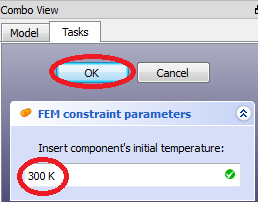 Combo View
Model Tasks
OK Cancel
FEM constraint parameters
Insert component's initial temperature:
300 K